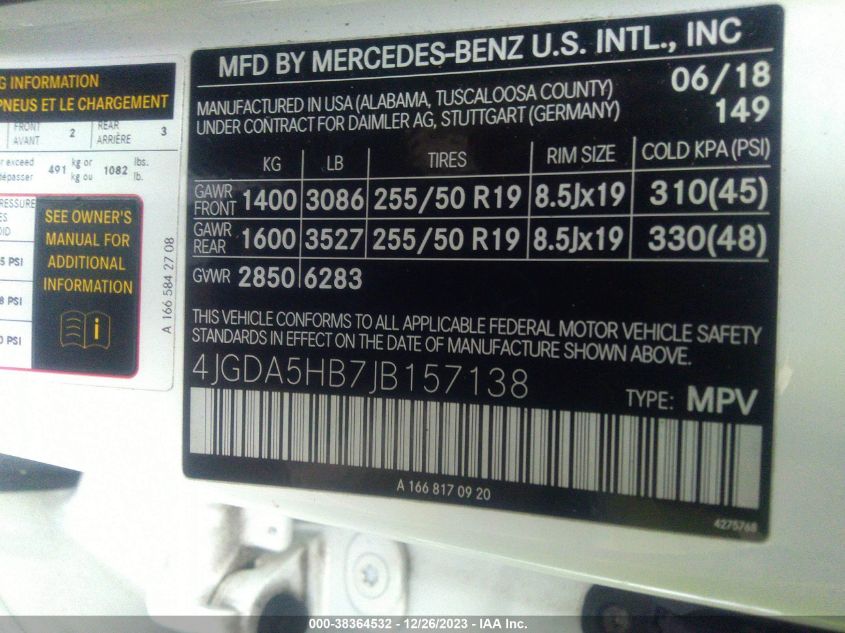 MFD BY MERCEDES-BENZ U.S. INTL., INC
MANUFACTURED IN USA (ALABAMA, TUSCALOOSA COUNTY) 06/18
UNDER CONTRACT FOR DAIMLER AG, STUTTGART (GERMANY) 149
KG LB TIRES RIM SIZE COLD KPA (PSI)
GAWR FRONT 1400 3086 255/50 R19 8.5Jx19 310(45)
GAWR REAR 1600 3527 255/50 R19 8.5Jx19 330(48)
GVWR 2850 6283
THIS VEHICLE CONFORMS TO ALL APPLICABLE FEDERAL MOTOR VEHICLE SAFETY
STANDARDS IN EFFECT ON THE DATE OF MANUFACTURE SHOWN ABOVE.
4JGDA5HB7JB157138
TYPE: MPV
A 166 817 09 20
4275768
INFORMATION
PNEUS ET LE CHARGEMENT
FRONT 2 REAR 3
AVANT ARRIÈRE
exceed 491 kg or 1082 lbs.
kg ou lb.
PRESSURE
SEE OWNER'S
MANUAL FOR
ADDITIONAL
INFORMATION
PSI
PSI
PSI
A 166 584 27 08
000-38364532 - 12/26/2023 - IAA Inc.